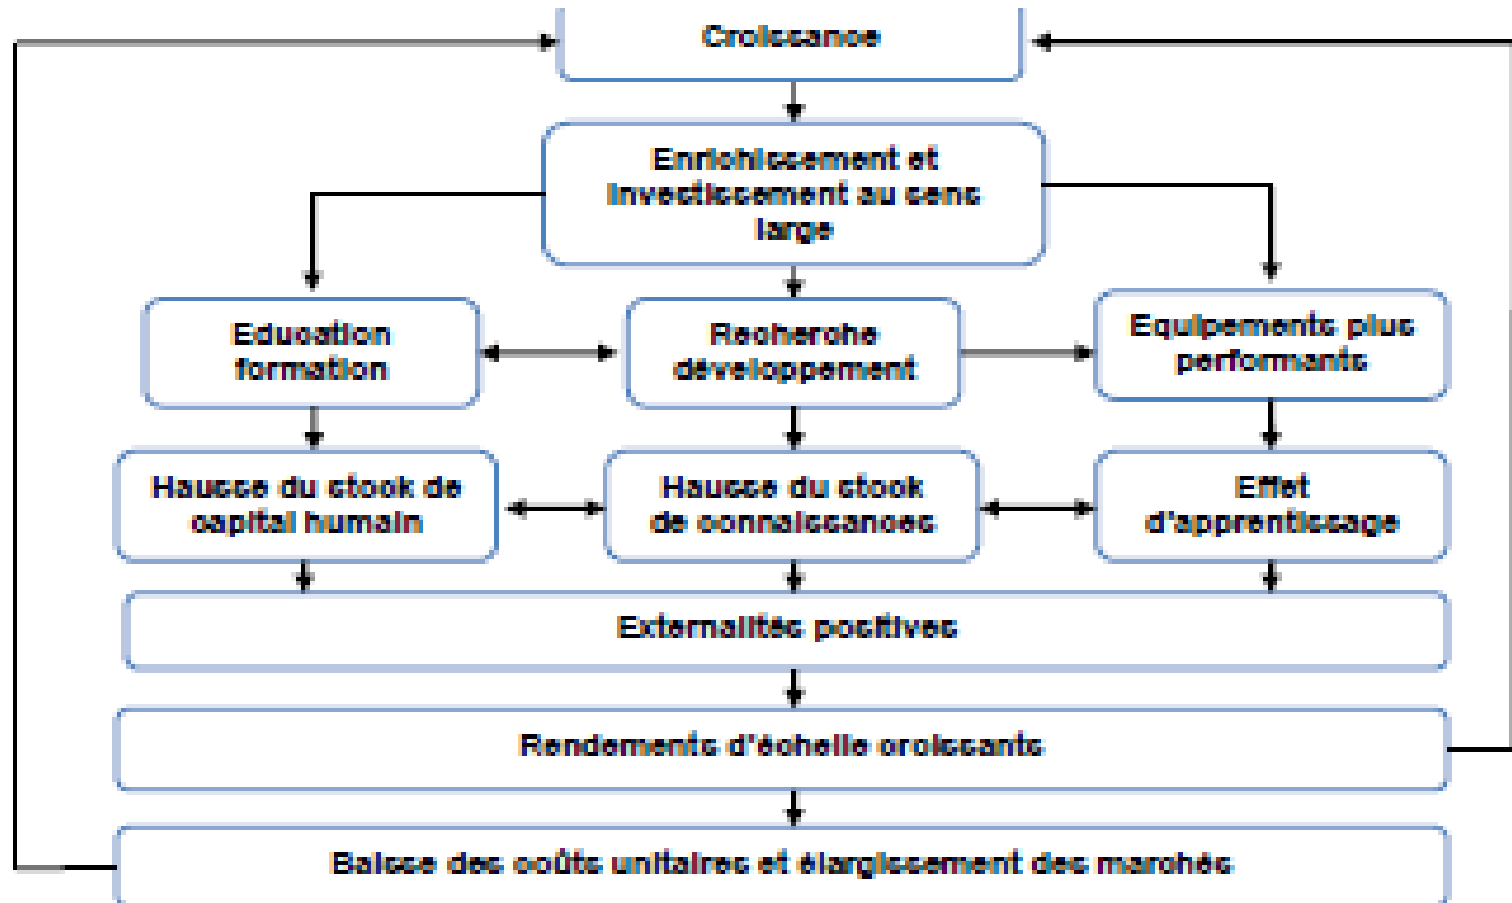 Croissance
Enrichissement et
investissement au sens
large
Education
formation
Recherche
développement
Equipements plus
performants
Hausse du stock de
capital humain
Hausse du stock
de connaissances
Effet
d'apprentissage
Externalités positives
Rendements d'échelle croissants
Baisse des coûts unitaires et élargissement des marchés